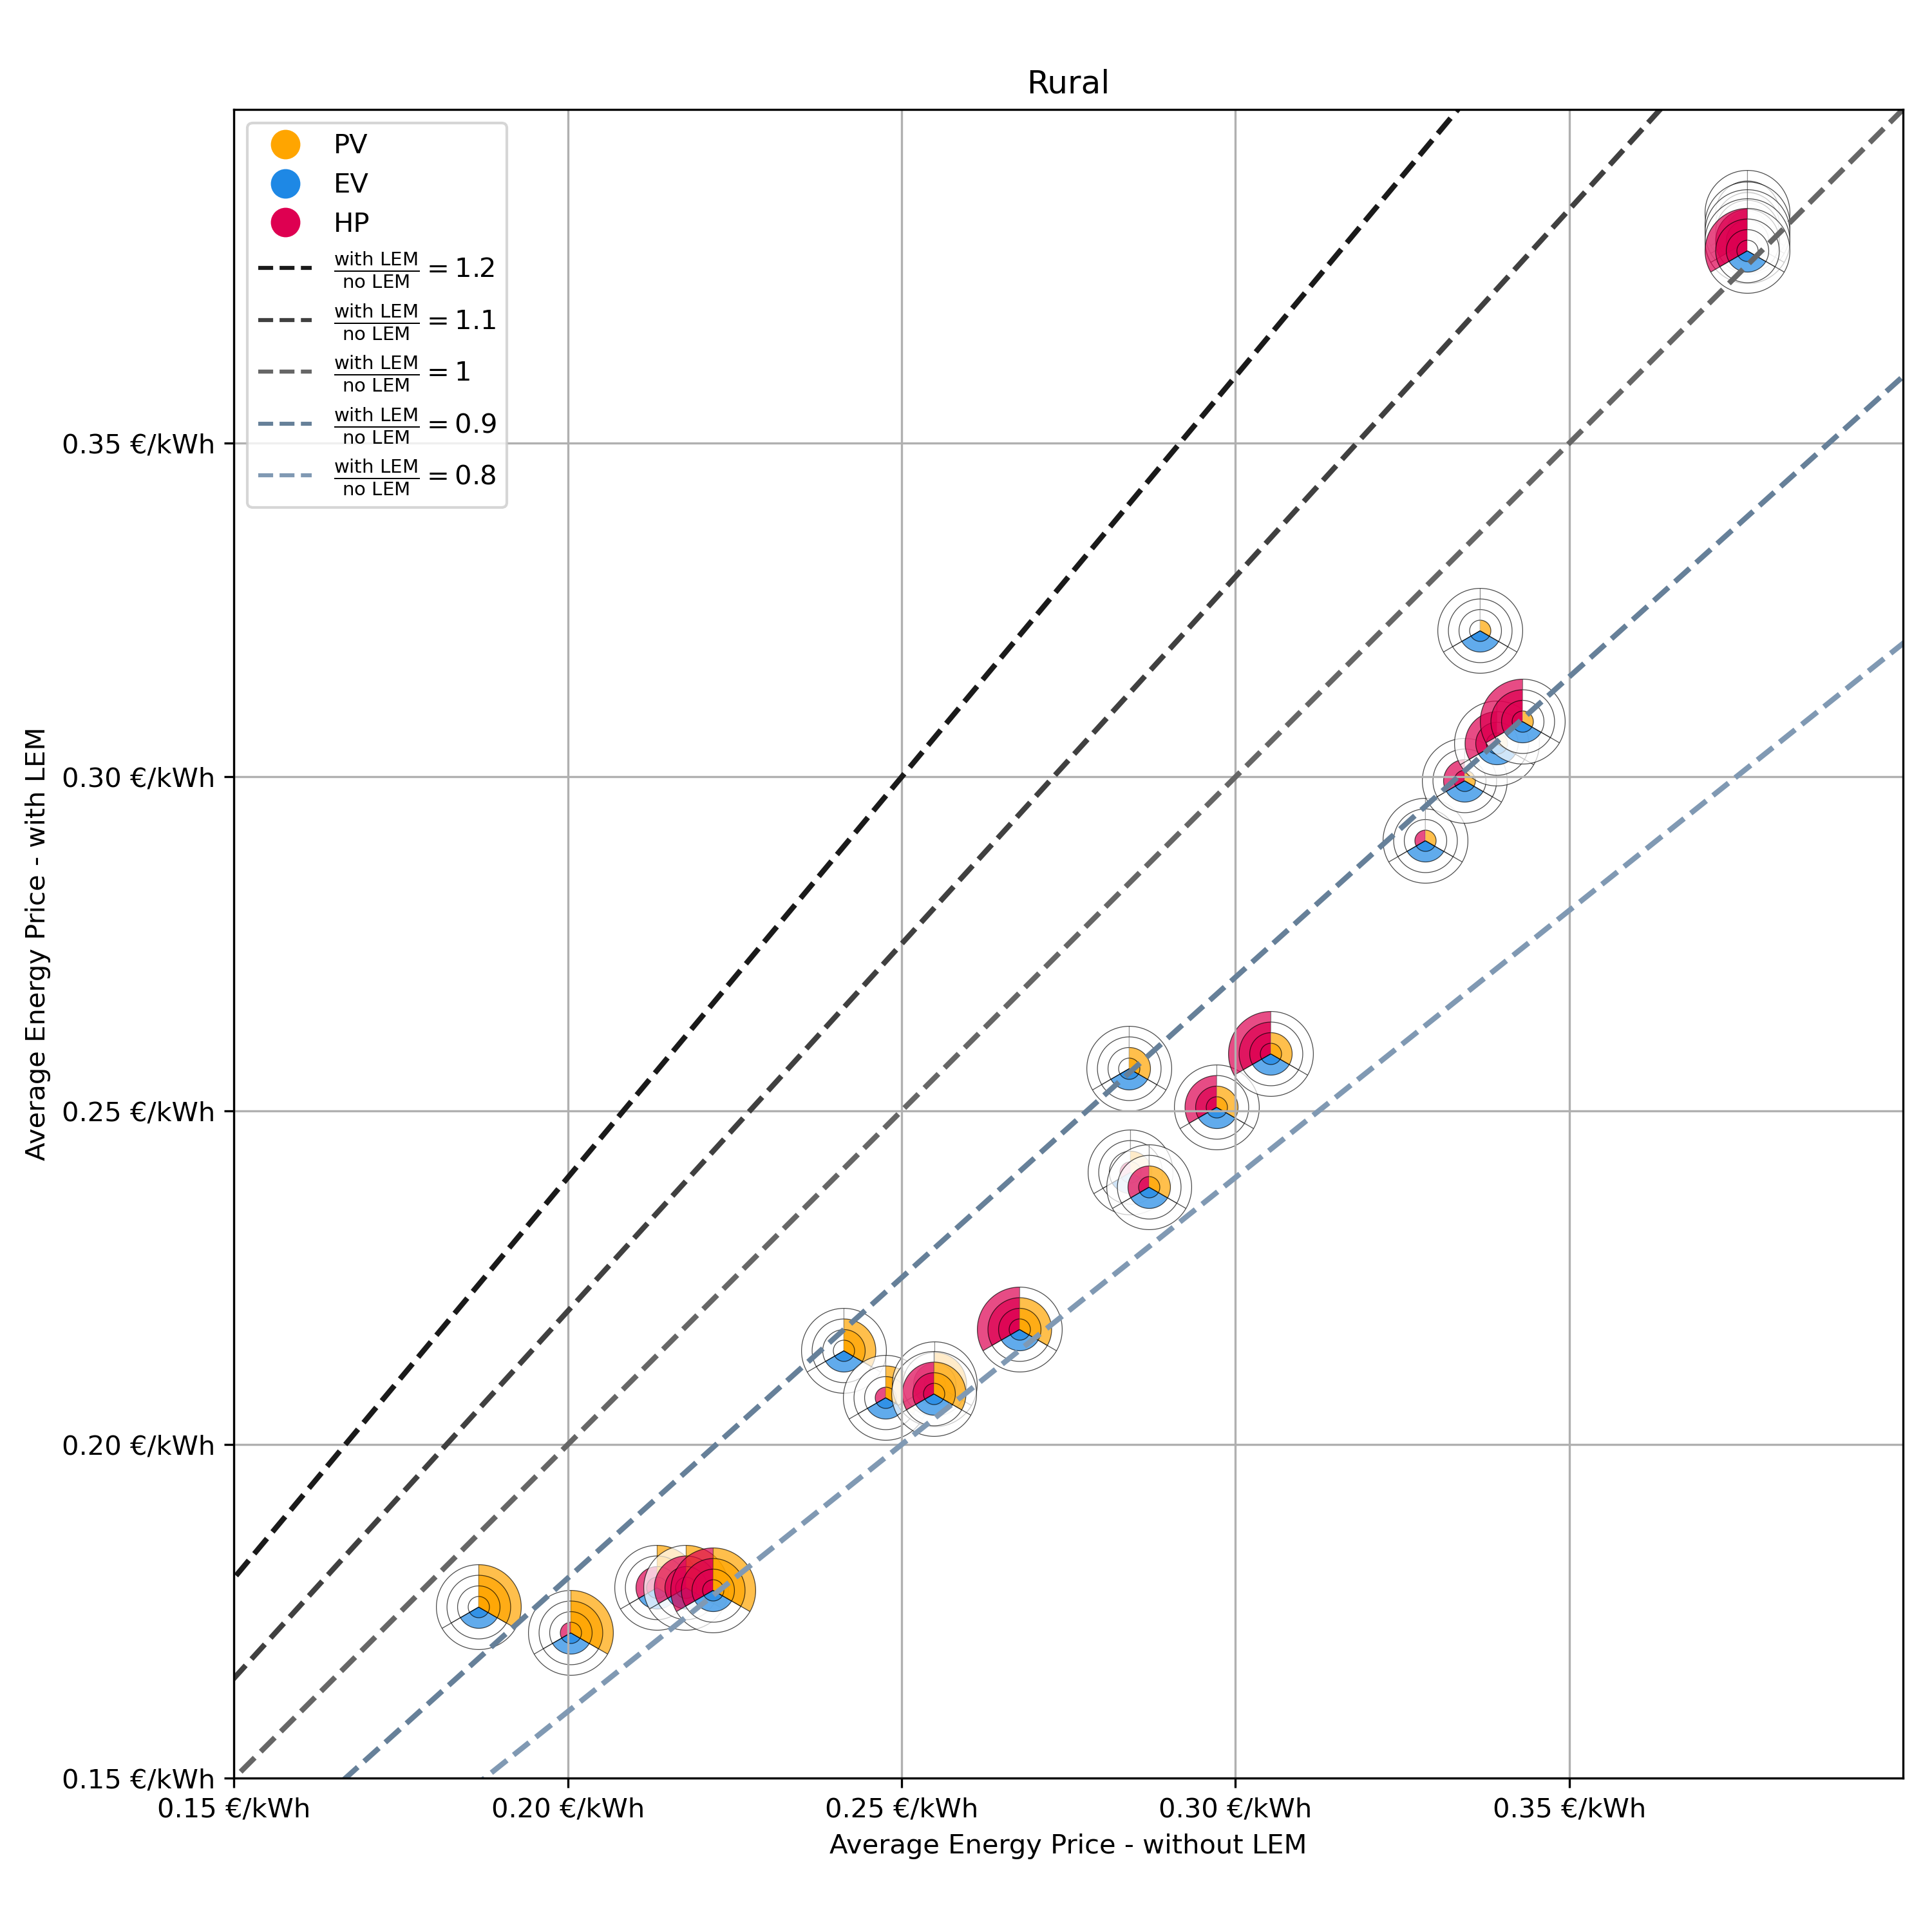 Rural
PV
EV
HP
with LEM
no LEM = 1.2
with LEM
no LEM = 1.1
with LEM
no LEM = 1
with LEM
no LEM = 0.9
with LEM
no LEM = 0.8
Average Energy Price - with LEM
0.35 €/kWh
0.30 €/kWh
0.25 €/kWh
0.20 €/kWh
0.15 €/kWh
0.15 €/kWh 0.20 €/kWh 0.25 €/kWh 0.30 €/kWh 0.35 €/kWh
Average Energy Price - without LEM